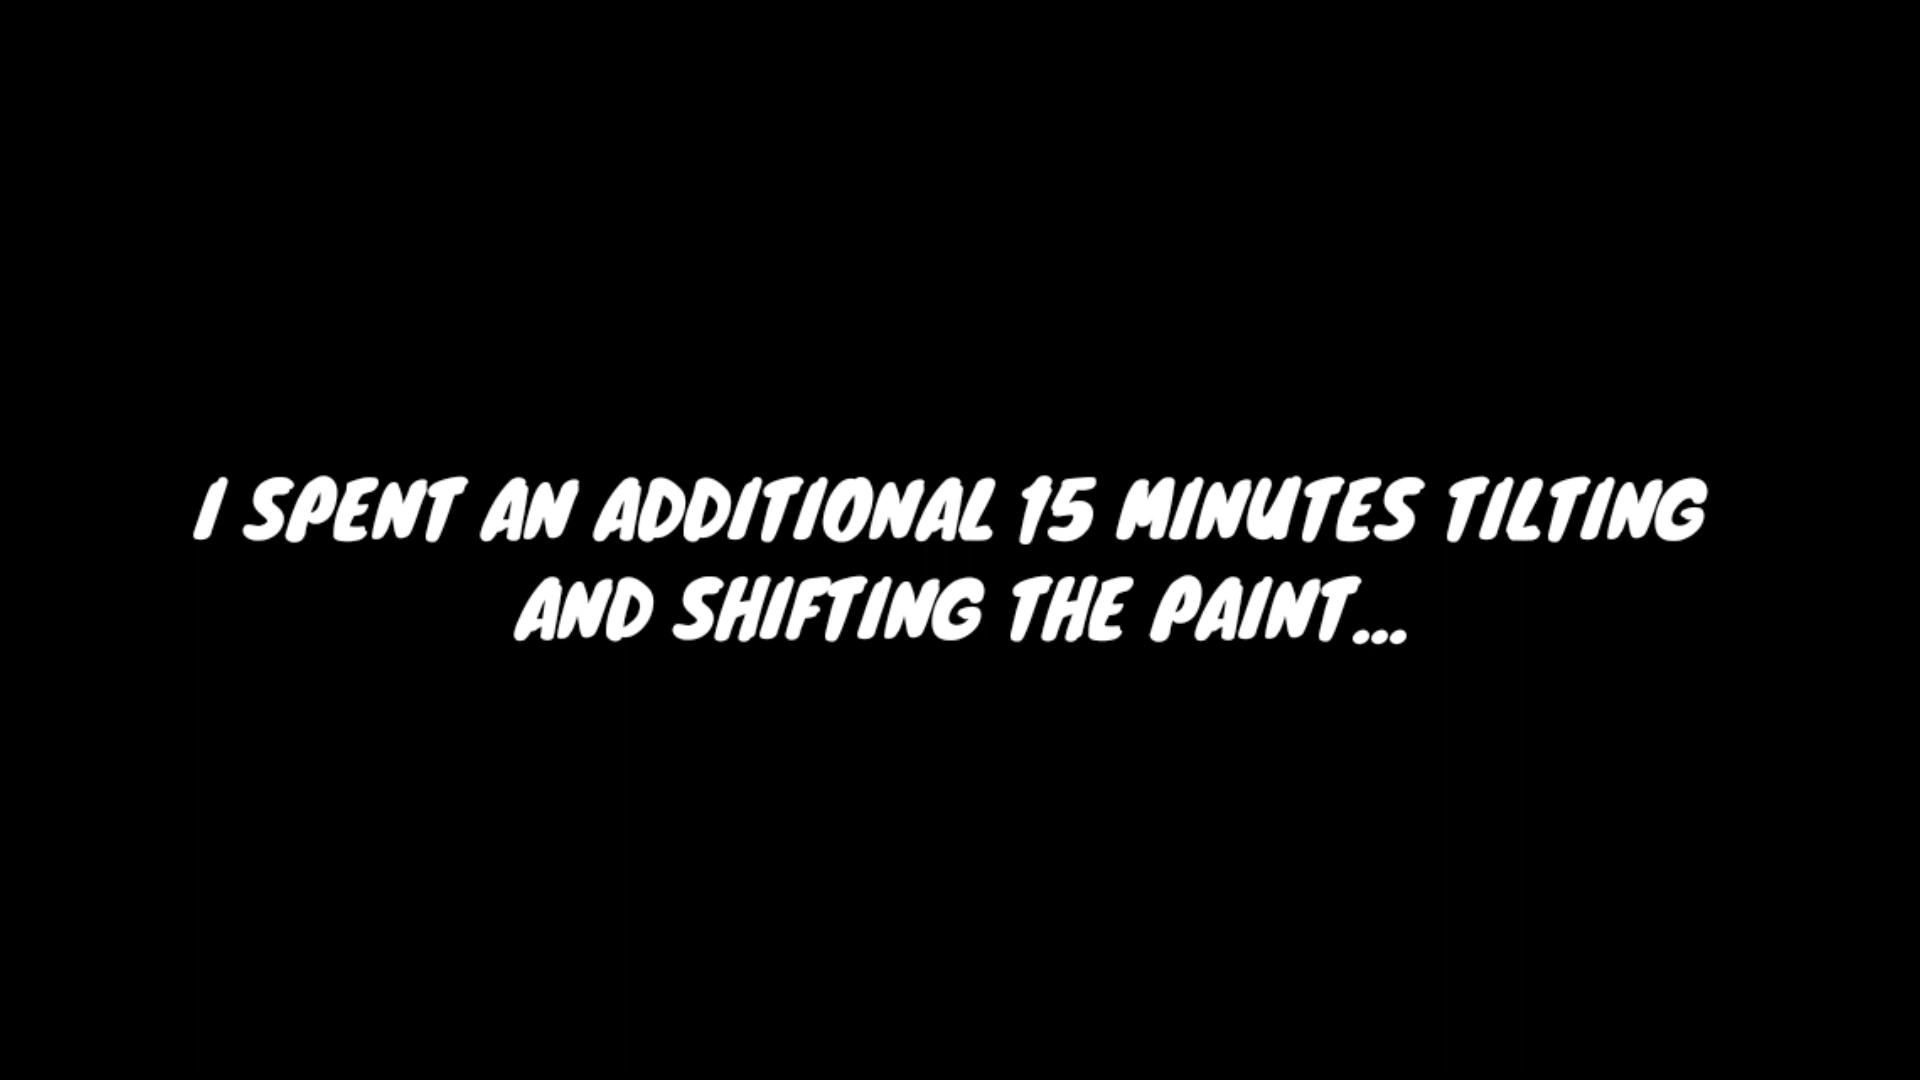 I SPENT AN ADDITIONAL 15 MINUTES TILTING
AND SHIFTING THE PAINT...